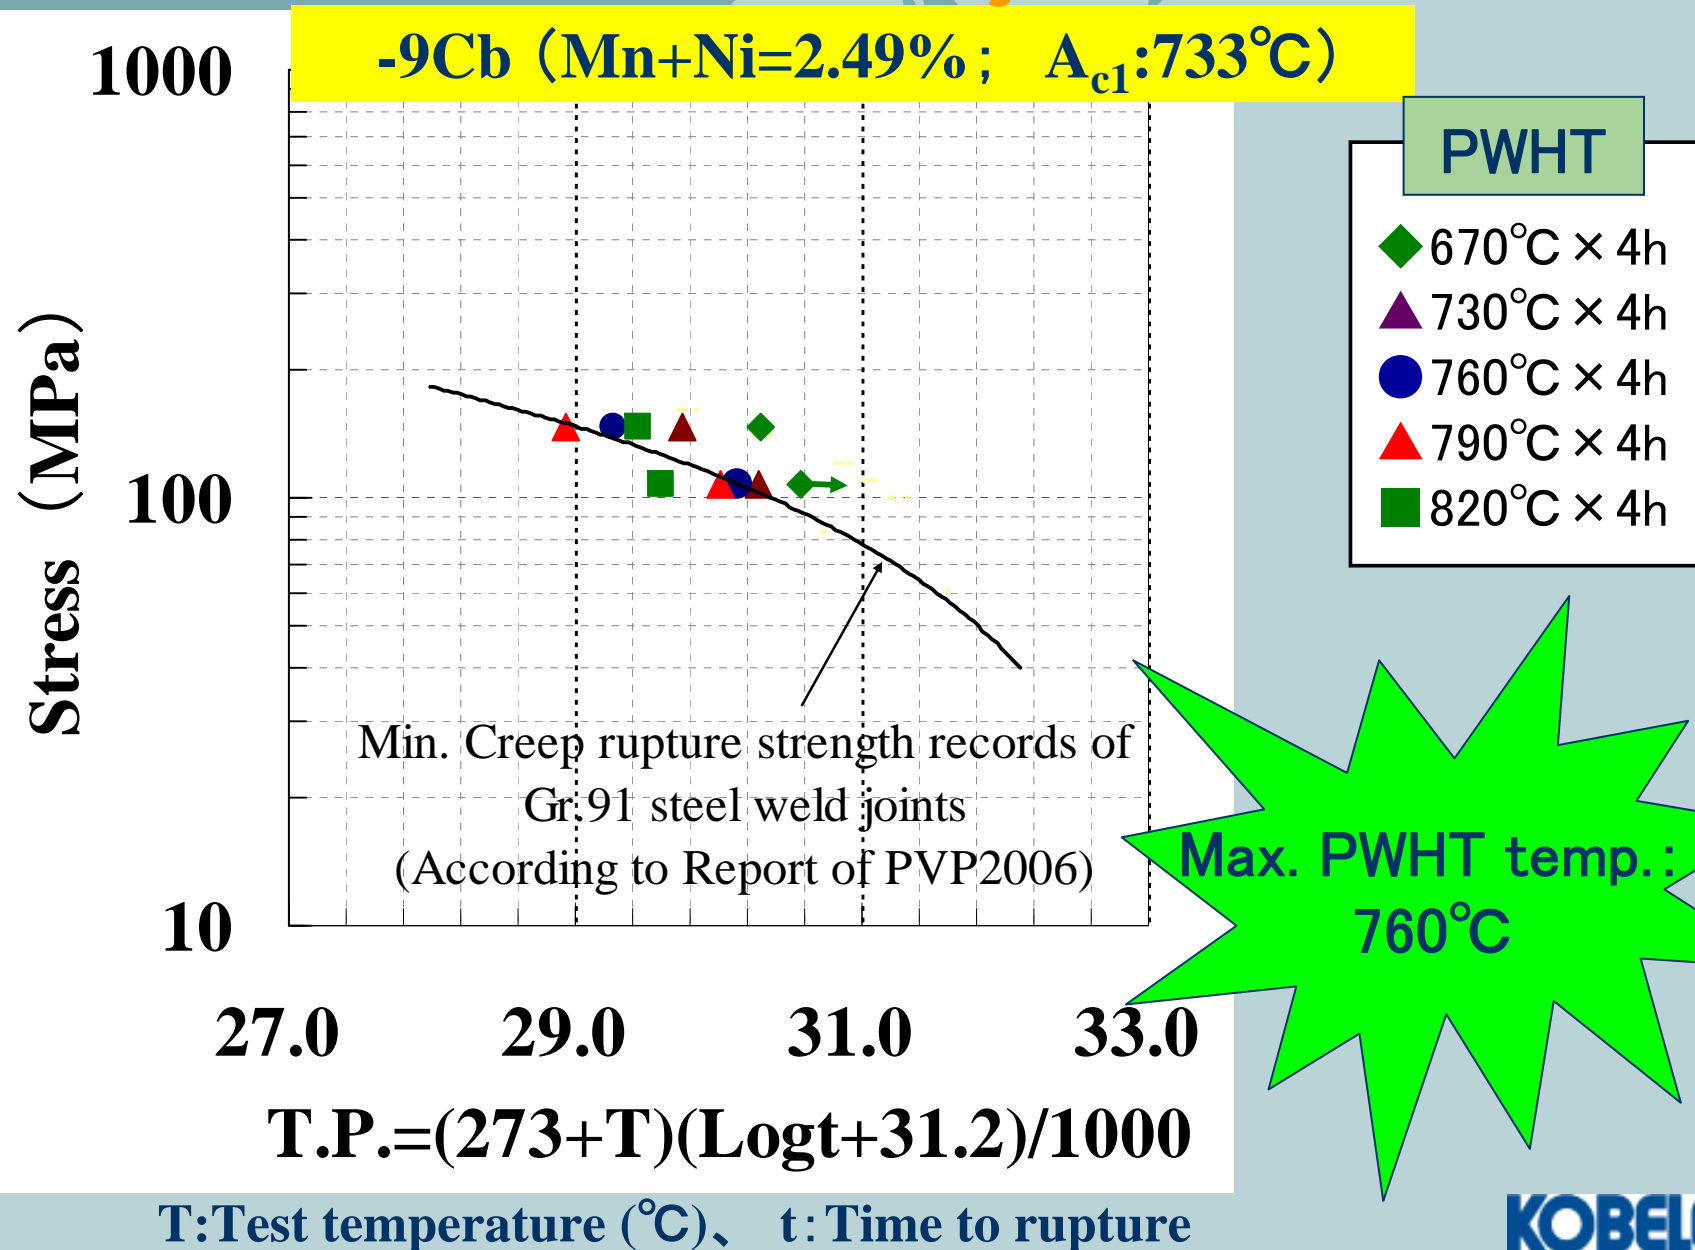 -9Cb（Mn+Ni=2.49%； Ac1:733℃）
1000
100
10
Stress （MPa）
27.0 29.0 31.0 33.0
T.P.=(273+T)(Logt+31.2)/1000
T:Test temperature (℃)、 t：Time to rupture
Min. Creep rupture strength records of
Gr.91 steel weld joints
(According to Report of PVP2006)
PWHT
670℃×4h
730℃×4h
760℃×4h
790℃×4h
820℃×4h
Max. PWHT temp.:
760℃